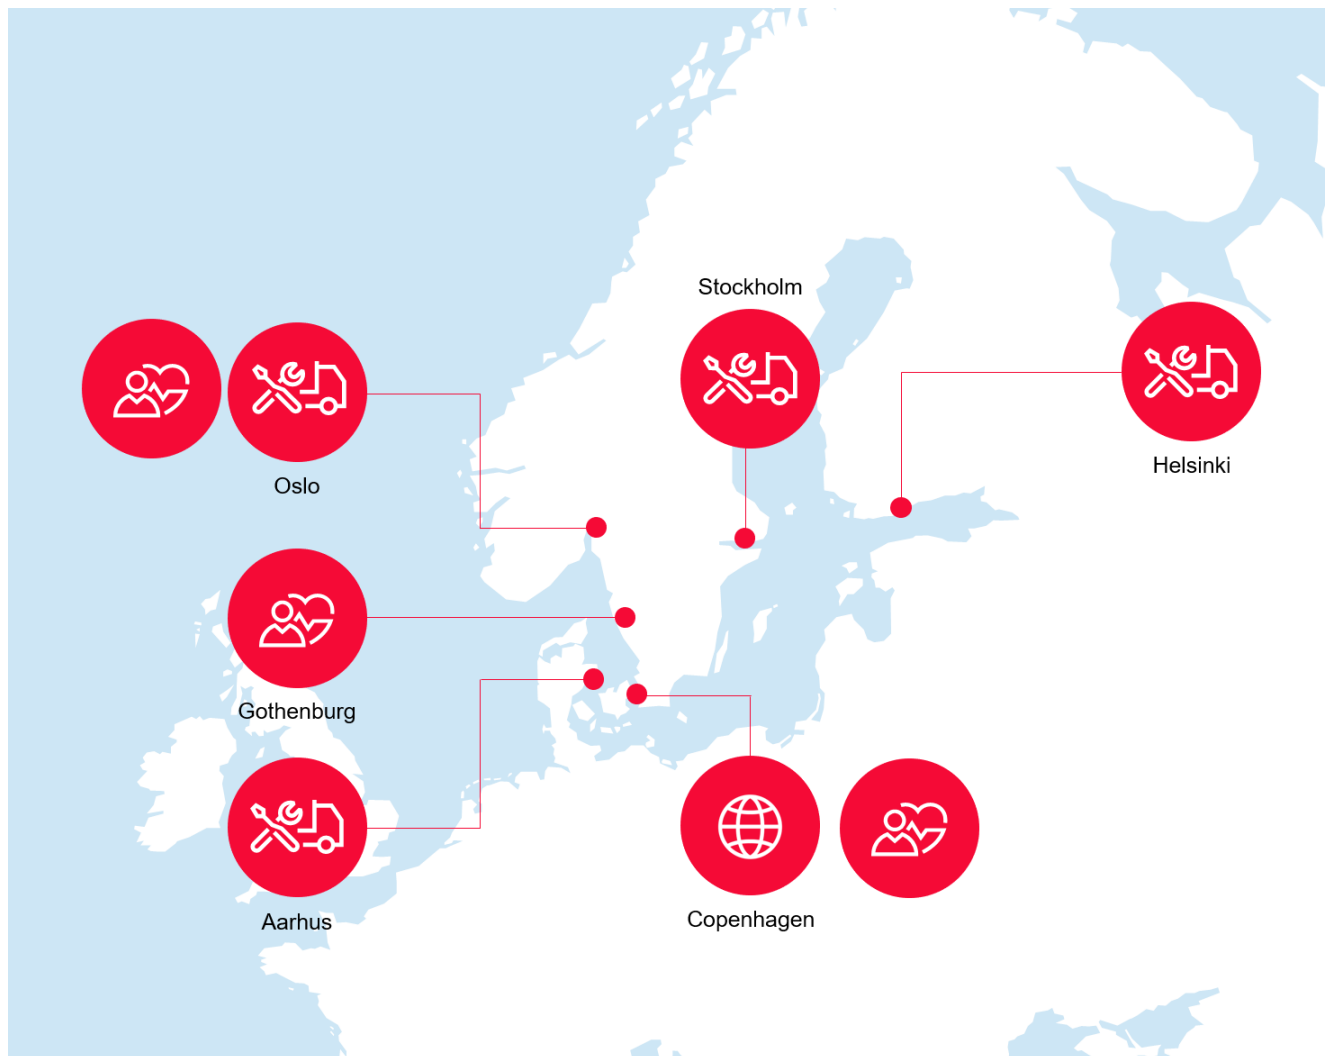 Stockholm
Helsinki
Oslo
Gothenburg
Aarhus
Copenhagen